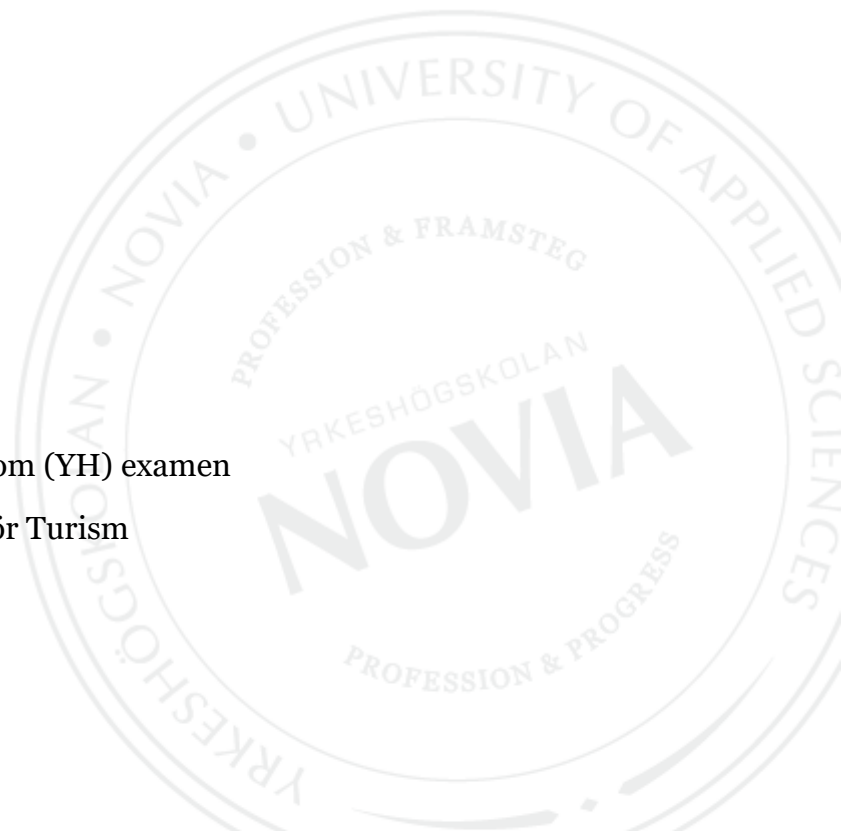 YRKESHÖGSKOLAN • NOVIA • UNIVERSITY OF APPLIED SCIENCES
PROFESSION & FRAMSTEG
YRKESHÖGSKOLAN
NOVIA
om (YH) examen
ör Turism
PROFESSION & PROGRESS